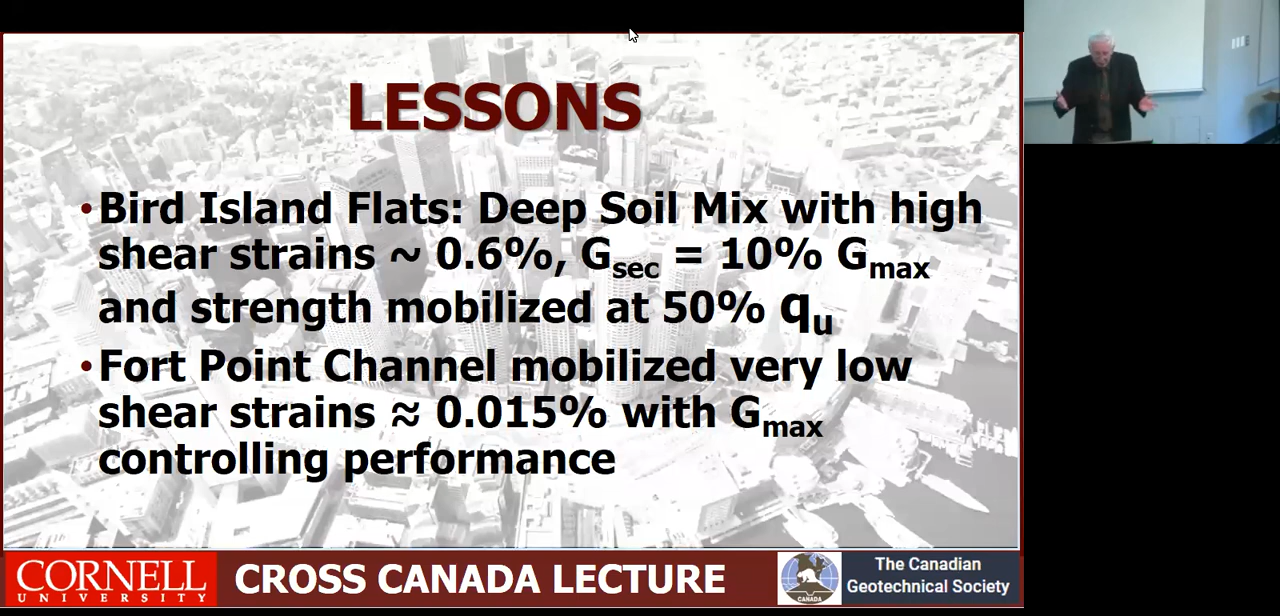 LESSONS
•Bird Island Flats: Deep Soil Mix with high
shear strains ~ 0.6%, Gsec = 10% Gmax
and strength mobilized at 50% qu
•Fort Point Channel mobilized very low
shear strains ≈ 0.015% with Gmax
controlling performance
CORNELL
UNIVERSITY
CROSS CANADA LECTURE
CANADA
The Canadian
Geotechnical Society